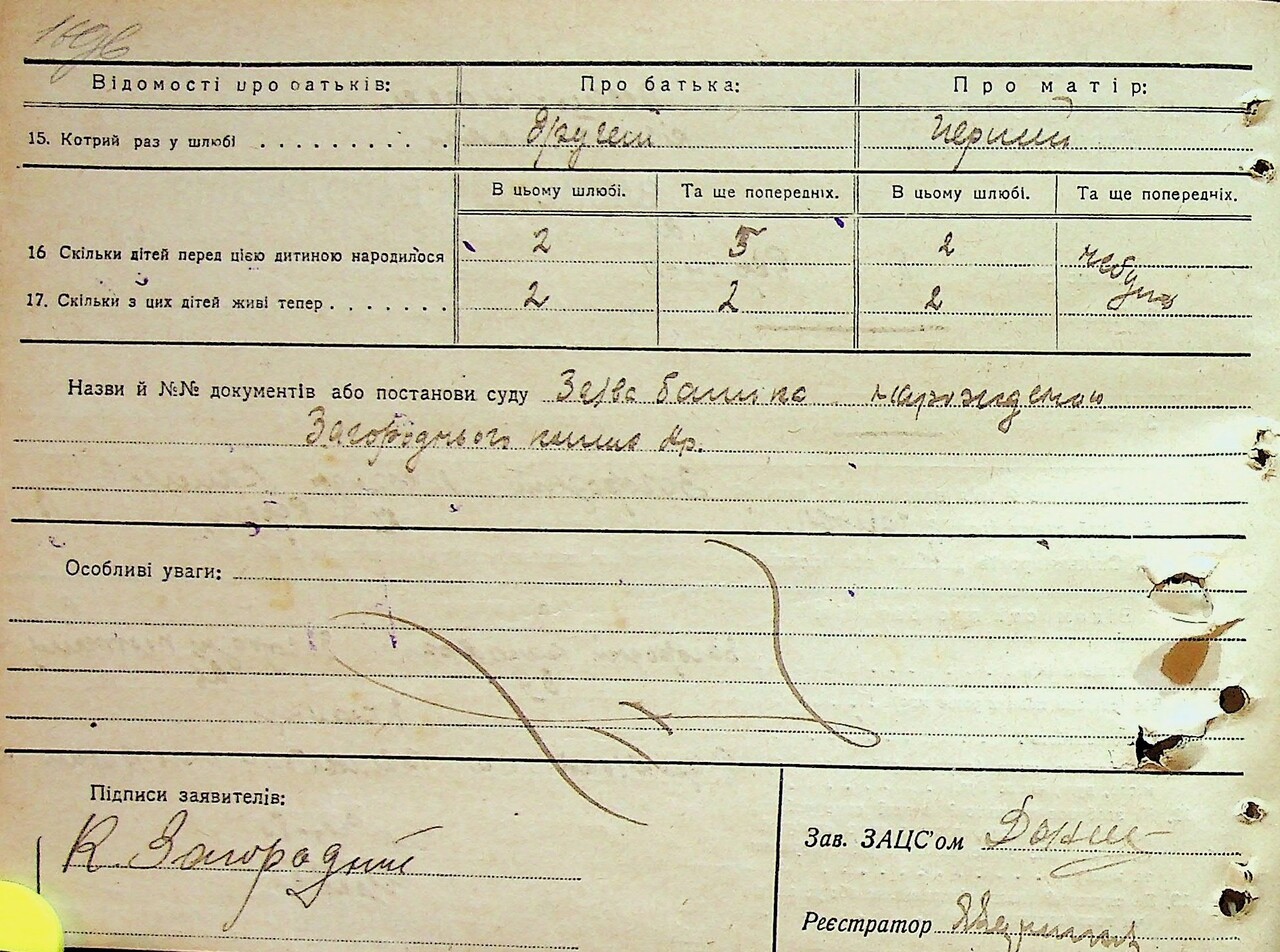 Відомості про батьків: Про батька: Про матір:
15. Котрий раз у шлюбі . . . . . . . . . . другий перший
В цьому шлюбі. Та ще попередніх. В цьому шлюбі. Та ще попередніх.
16 Скільки дітей перед цією дитиною народилося 2 5 2
17. Скільки з цих дітей живі тепер . . . . . . . 2 2 2
Назви й №№ документів або постанови суду
Загороднього
Особливі уваги:
Підписи заявителів:
К. Загородній
Зав. ЗАЦС'ом
Реєстратор